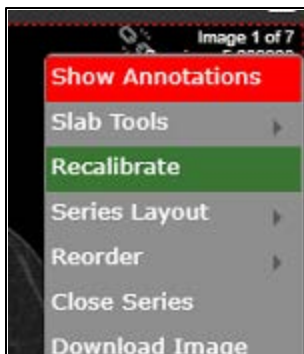 Image 1 of 7
Show Annotations
Slab Tools
Recalibrate
Series Layout
Reorder
Close Series
Download Image